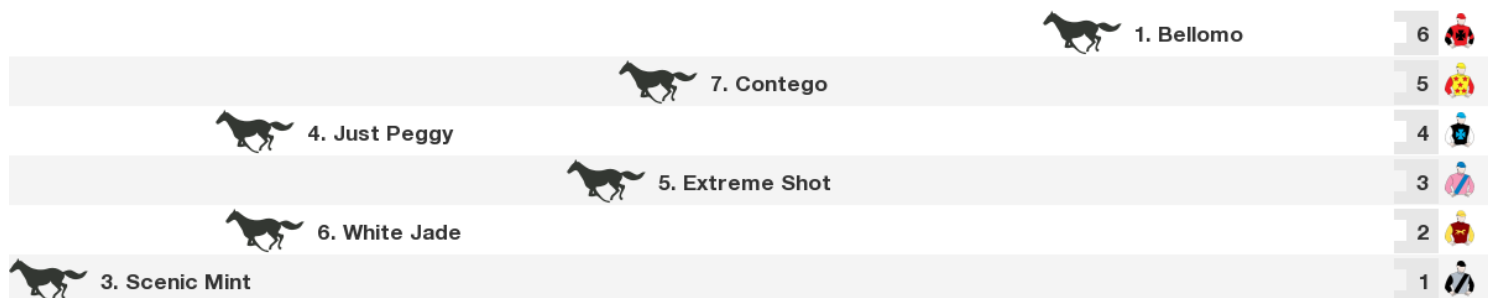 1. Bellomo 6
7. Contego 5
4. Just Peggy 4
5. Extreme Shot 3
6. White Jade 2
3. Scenic Mint 1